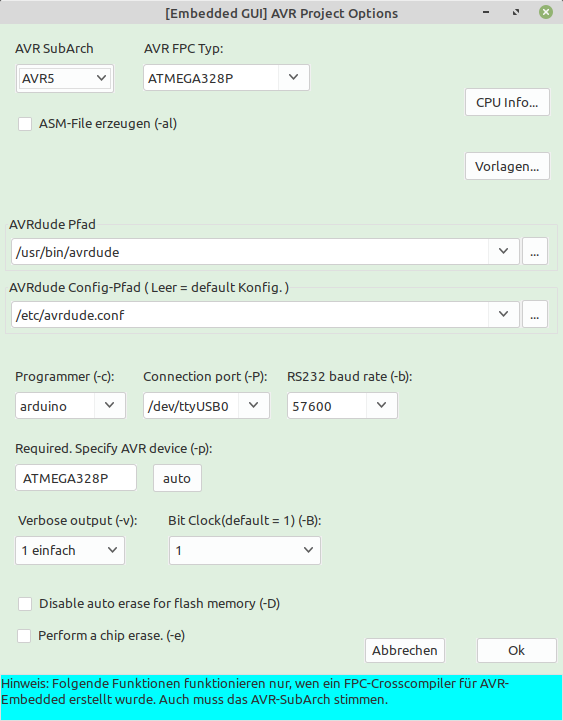 [Embedded GUI] AVR Project Options
AVR SubArch AVR FPC Typ:
AVR5 ATMEGA328P
CPU Info...
ASM-File erzeugen (-al)
Vorlagen...
AVRdude Pfad
/usr/bin/avrdude ...
AVRdude Config-Pfad ( Leer = default Konfig. )
/etc/avrdude.conf ...
Programmer (-c): Connection port (-P): RS232 baud rate (-b):
arduino /dev/ttyUSB0 57600
Required. Specify AVR device (-p):
ATMEGA328P auto
Verbose output (-v): Bit Clock(default = 1) (-B):
1 einfach 1
Disable auto erase for flash memory (-D)
Perform a chip erase. (-e)
Abbrechen Ok
Hinweis: Folgende Funktionen funktionieren nur, wen ein FPC-Crosscompiler für AVR-
Embedded erstellt wurde. Auch muss das AVR-SubArch stimmen.